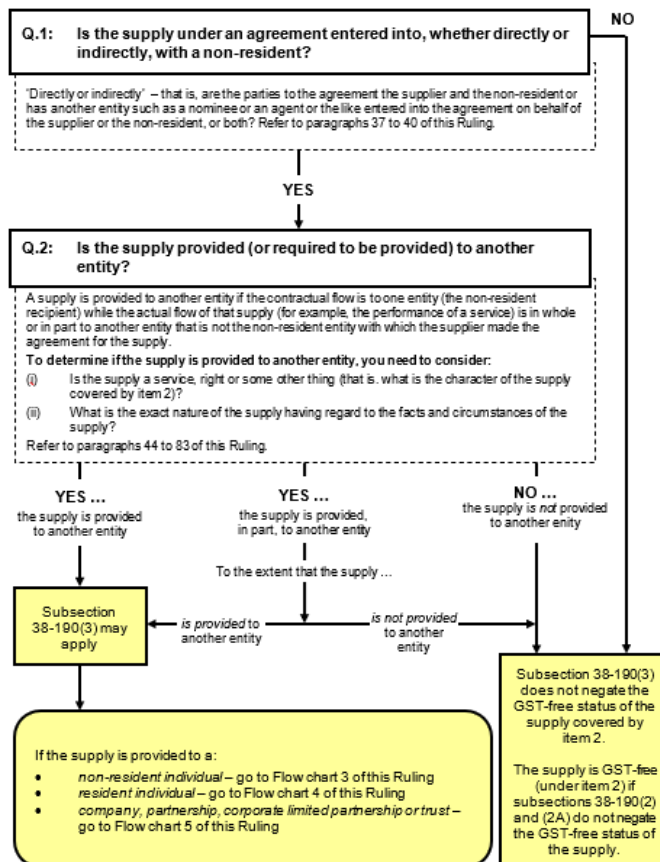 NO
Q.1: Is the supply under an agreement entered into, whether directly or
indirectly, with a non-resident?
‘Directly or indirectly’ – that is, are the parties to the agreement the supplier and the non-resident or
has another entity such as a nominee or an agent or the like entered into the agreement on behalf of
the supplier or the non-resident, or both? Refer to paragraphs 37 to 40 of this Ruling.
YES
Q.2: Is the supply provided (or required to be provided) to another
entity?
A supply is provided to another entity if the contractual flow is to one entity (the non-resident
recipient) while the actual flow of that supply (for example, the performance of a service) is in whole
or in part to another entity that is not the non-resident entity with which the supplier made the
agreement for the supply.
To determine if the supply is provided to another entity, you need to consider:
(i) Is the supply a service, right or some other thing (that is. what is the character of the supply
covered by item 2)?
(ii) What is the exact nature of the supply having regard to the facts and circumstances of the
supply?
Refer to paragraphs 44 to 83 of this Ruling.
YES ...
the supply is provided
to another entity
YES ...
the supply is provided,
in part, to another entity
NO ...
the supply is not provided
to another enity
To the extent that the supply ...
Subsection
38-190(3) may
apply
is provided to
another entity
is not provided
to another
entity
Subsection 38-190(3)
does not negate the
GST-free status of the
supply covered by
item 2.
The supply is GST-free
(under item 2) if
subsections 38-190(2)
and (2A) do not negate
the GST-free status of
the supply.
If the supply is provided to a:
• non-resident individual – go to Flow chart 3 of this Ruling
• resident individual – go to Flow chart 4 of this Ruling
• company, partnership, corporate limited partnership or trust –
go to Flow chart 5 of this Ruling